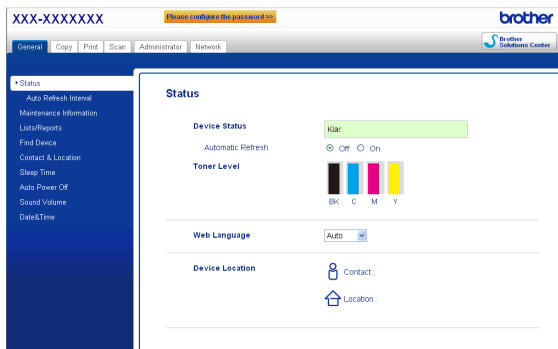 XXX-XXXXXXX
Please configure the password >>
brother
General Copy Print Scan Administrator Network
Brother Solutions Center
Status
Auto Refresh Interval
Maintenance Information
Lists/Reports
Find Device
Contact & Location
Sleep Time
Auto Power Off
Sound Volume
Date&Time
Status
Device Status Klar
Automatic Refresh Off On
Toner Level
BK C M Y
Web Language Auto
Device Location Contact :
Location :